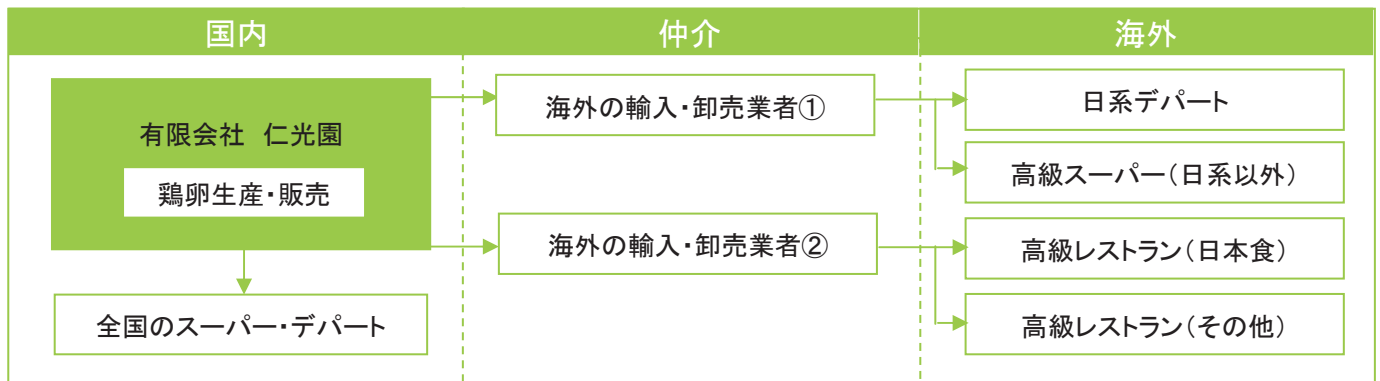 国内
仲介
海外
有限会社 仁光園
鶏卵生産・販売
全国のスーパー・デパート
海外の輸入・卸売業者①
海外の輸入・卸売業者②
日系デパート
高級スーパー(日系以外)
高級レストラン(日本食)
高級レストラン(その他)